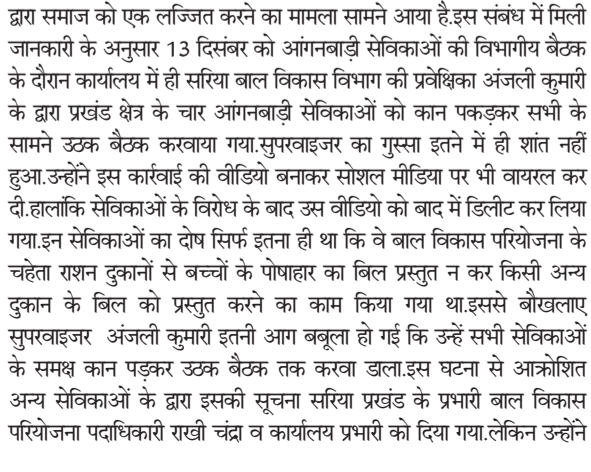 द्वारा समाज को एक लज्जित करने का मामला सामने आया है.इस संबंध में मिली
जानकारी के अनुसार 13 दिसंबर को आंगनबाड़ी सेविकाओं की विभागीय बैठक
के दौरान कार्यालय में ही सरिया बाल विकास विभाग की प्रवेक्षिका अंजली कुमारी
के द्वारा प्रखंड क्षेत्र के चार आंगनबाड़ी सेविकाओं को कान पकड़कर सभी के
सामने उठक बैठक करवाया गया.सुपरवाइजर का गुस्सा इतने में ही शांत नहीं
हुआ.उन्होंने इस कार्रवाई की वीडियो बनाकर सोशल मीडिया पर भी वायरल कर
दी.हालांकि सेविकाओं के विरोध के बाद उस वीडियो को बाद में डिलीट कर लिया
गया.इन सेविकाओं का दोष सिर्फ इतना ही था कि वे बाल विकास परियोजना के
चहेता राशन दुकानों से बच्चों के पोषाहार का बिल प्रस्तुत न कर किसी अन्य
दुकान के बिल को प्रस्तुत करने का काम किया गया था.इससे बौखलाए
सुपरवाइजर अंजली कुमारी इतनी आग बबूला हो गई कि उन्हें सभी सेविकाओं
के समक्ष कान पड़कर उठक बैठक तक करवा डाला.इस घटना से आक्रोशित
अन्य सेविकाओं के द्वारा इसकी सूचना सरिया प्रखंड के प्रभारी बाल विकास
परियोजना पदाधिकारी राखी चंद्रा व कार्यालय प्रभारी को दिया गया.लेकिन उन्होंने